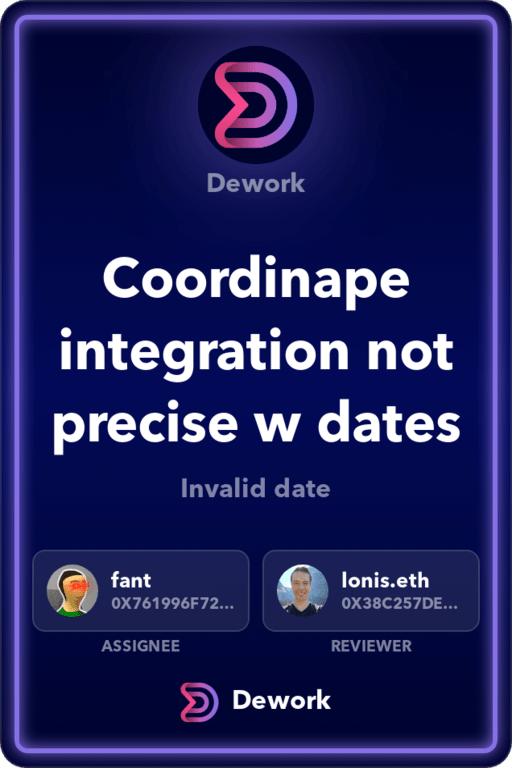 Dework
Coordinape
integration not
precise w dates
Invalid date
fant
0X761996F72...
lonis.eth
0X38C257DE...
ASSIGNEE
REVIEWER
Dework